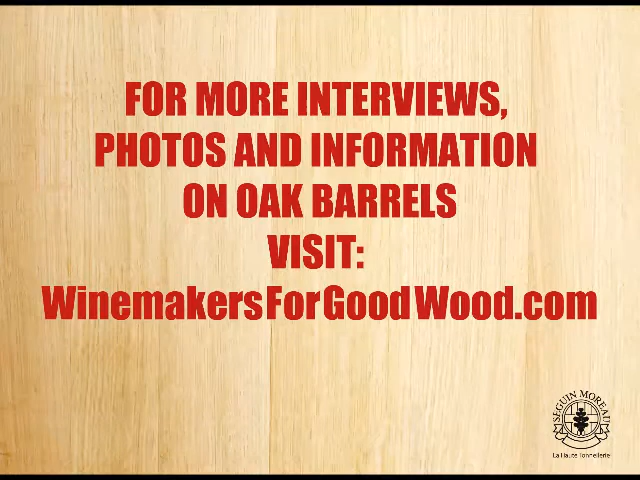 FOR MORE INTERVIEWS,
PHOTOS AND INFORMATION
ON OAK BARRELS
VISIT:
WinemakersForGoodWood.com
SEGUIN MOREAU
La Haute Tonnellerie